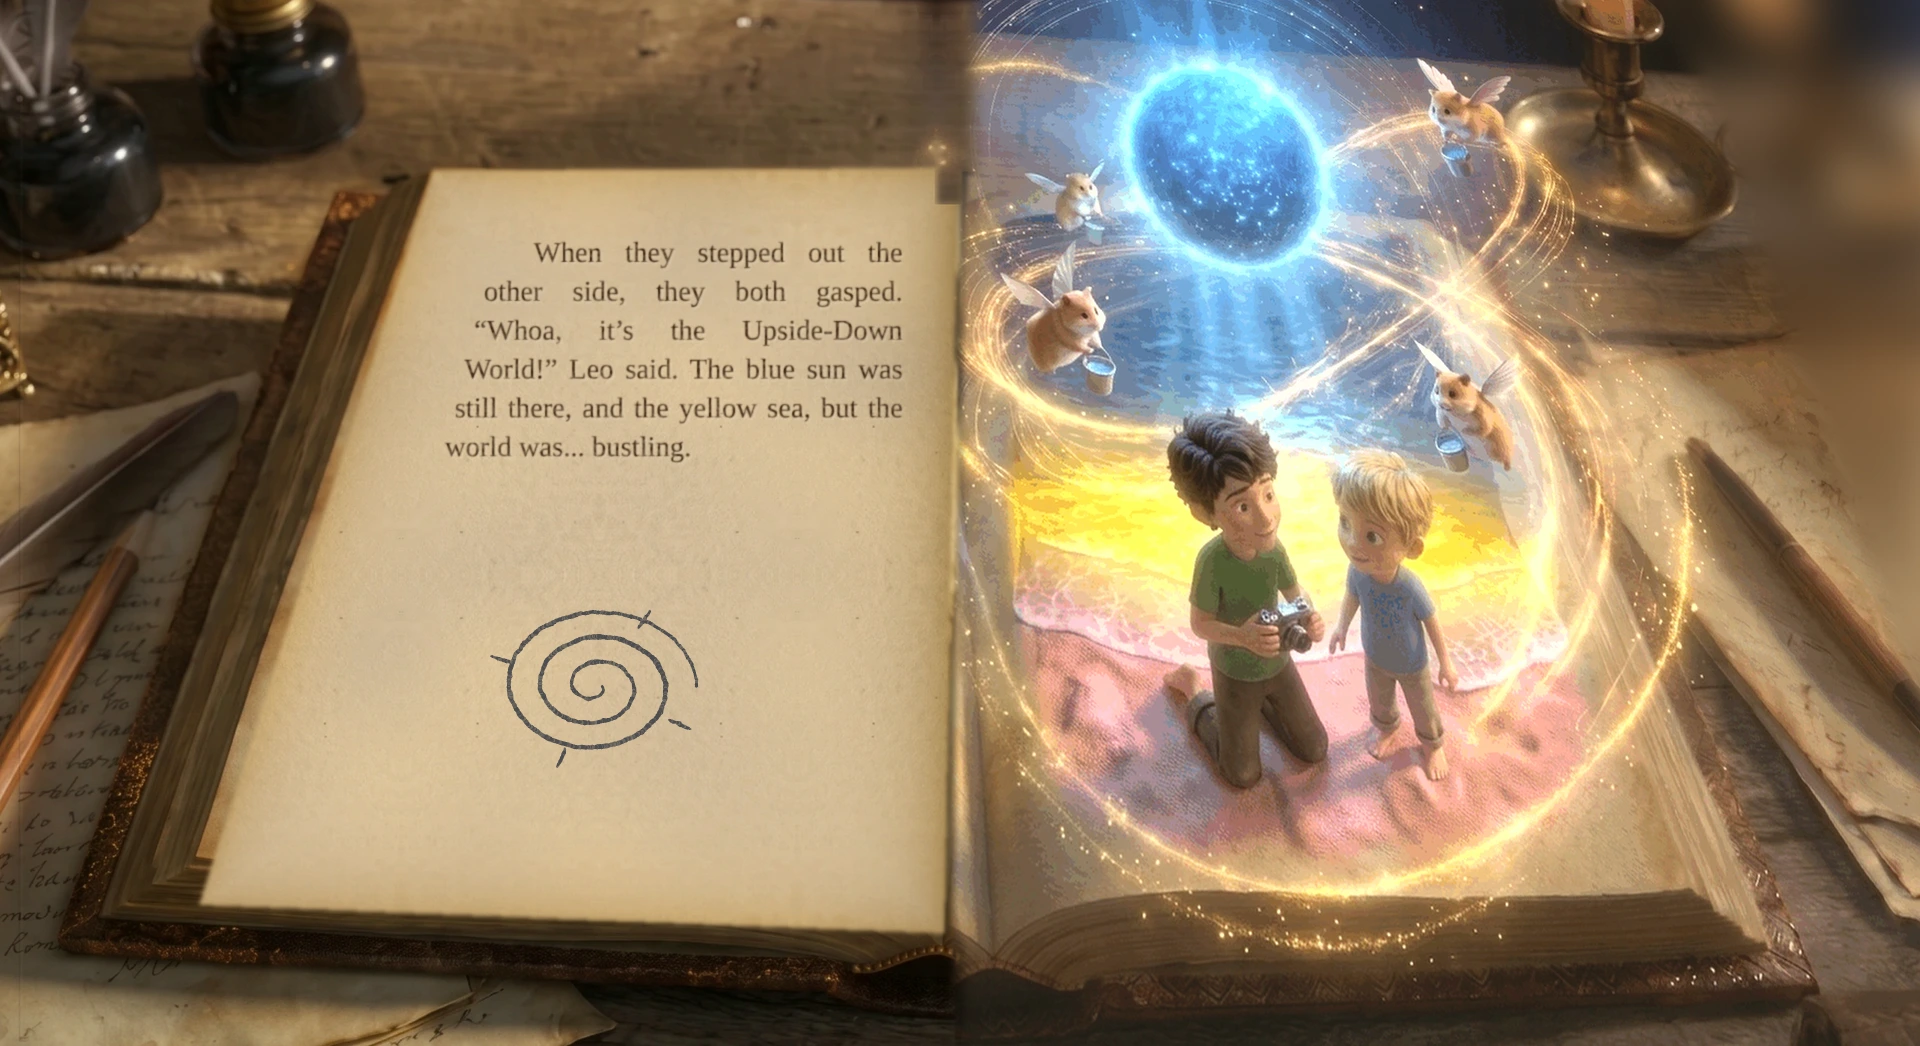 When they stepped out the
other side, they both gasped.
“Whoa, it’s the Upside-Down
World!” Leo said. The blue sun was
still there, and the yellow sea, but the
world was... bustling.